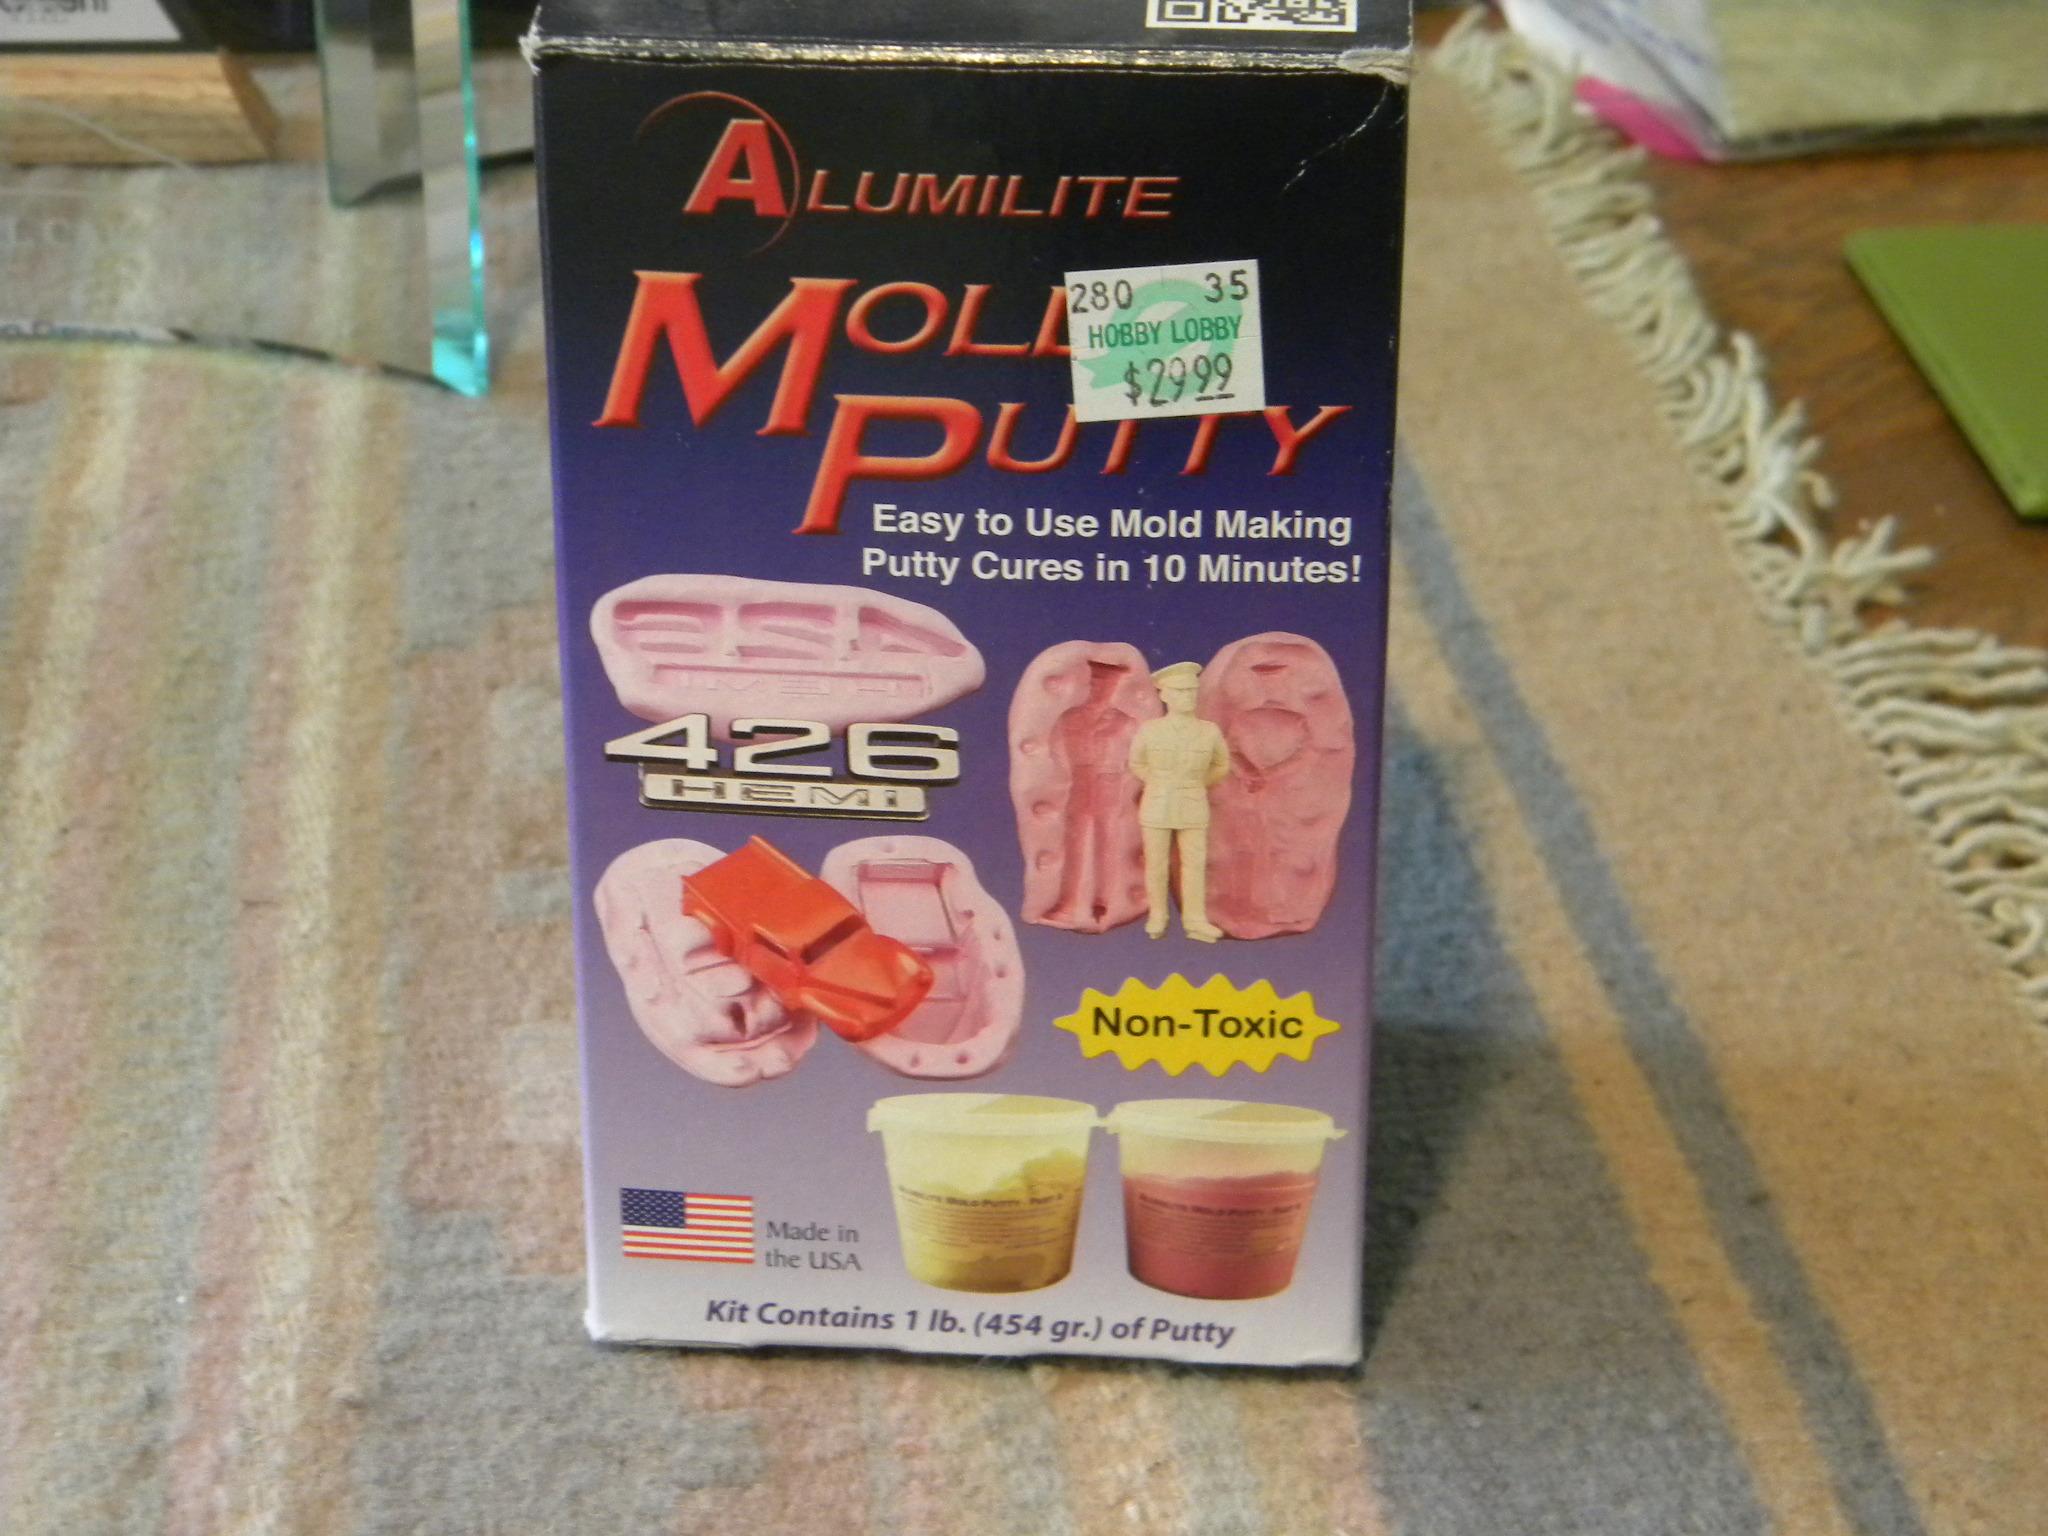 ALUMILITE
MOLD
PUTTY
280 35
HOBBY LOBBY
$29.99
Easy to Use Mold Making
Putty Cures in 10 Minutes!
426
HEMI
Non-Toxic
Made in
the USA
Kit Contains 1 lb. (454 gr.) of Putty